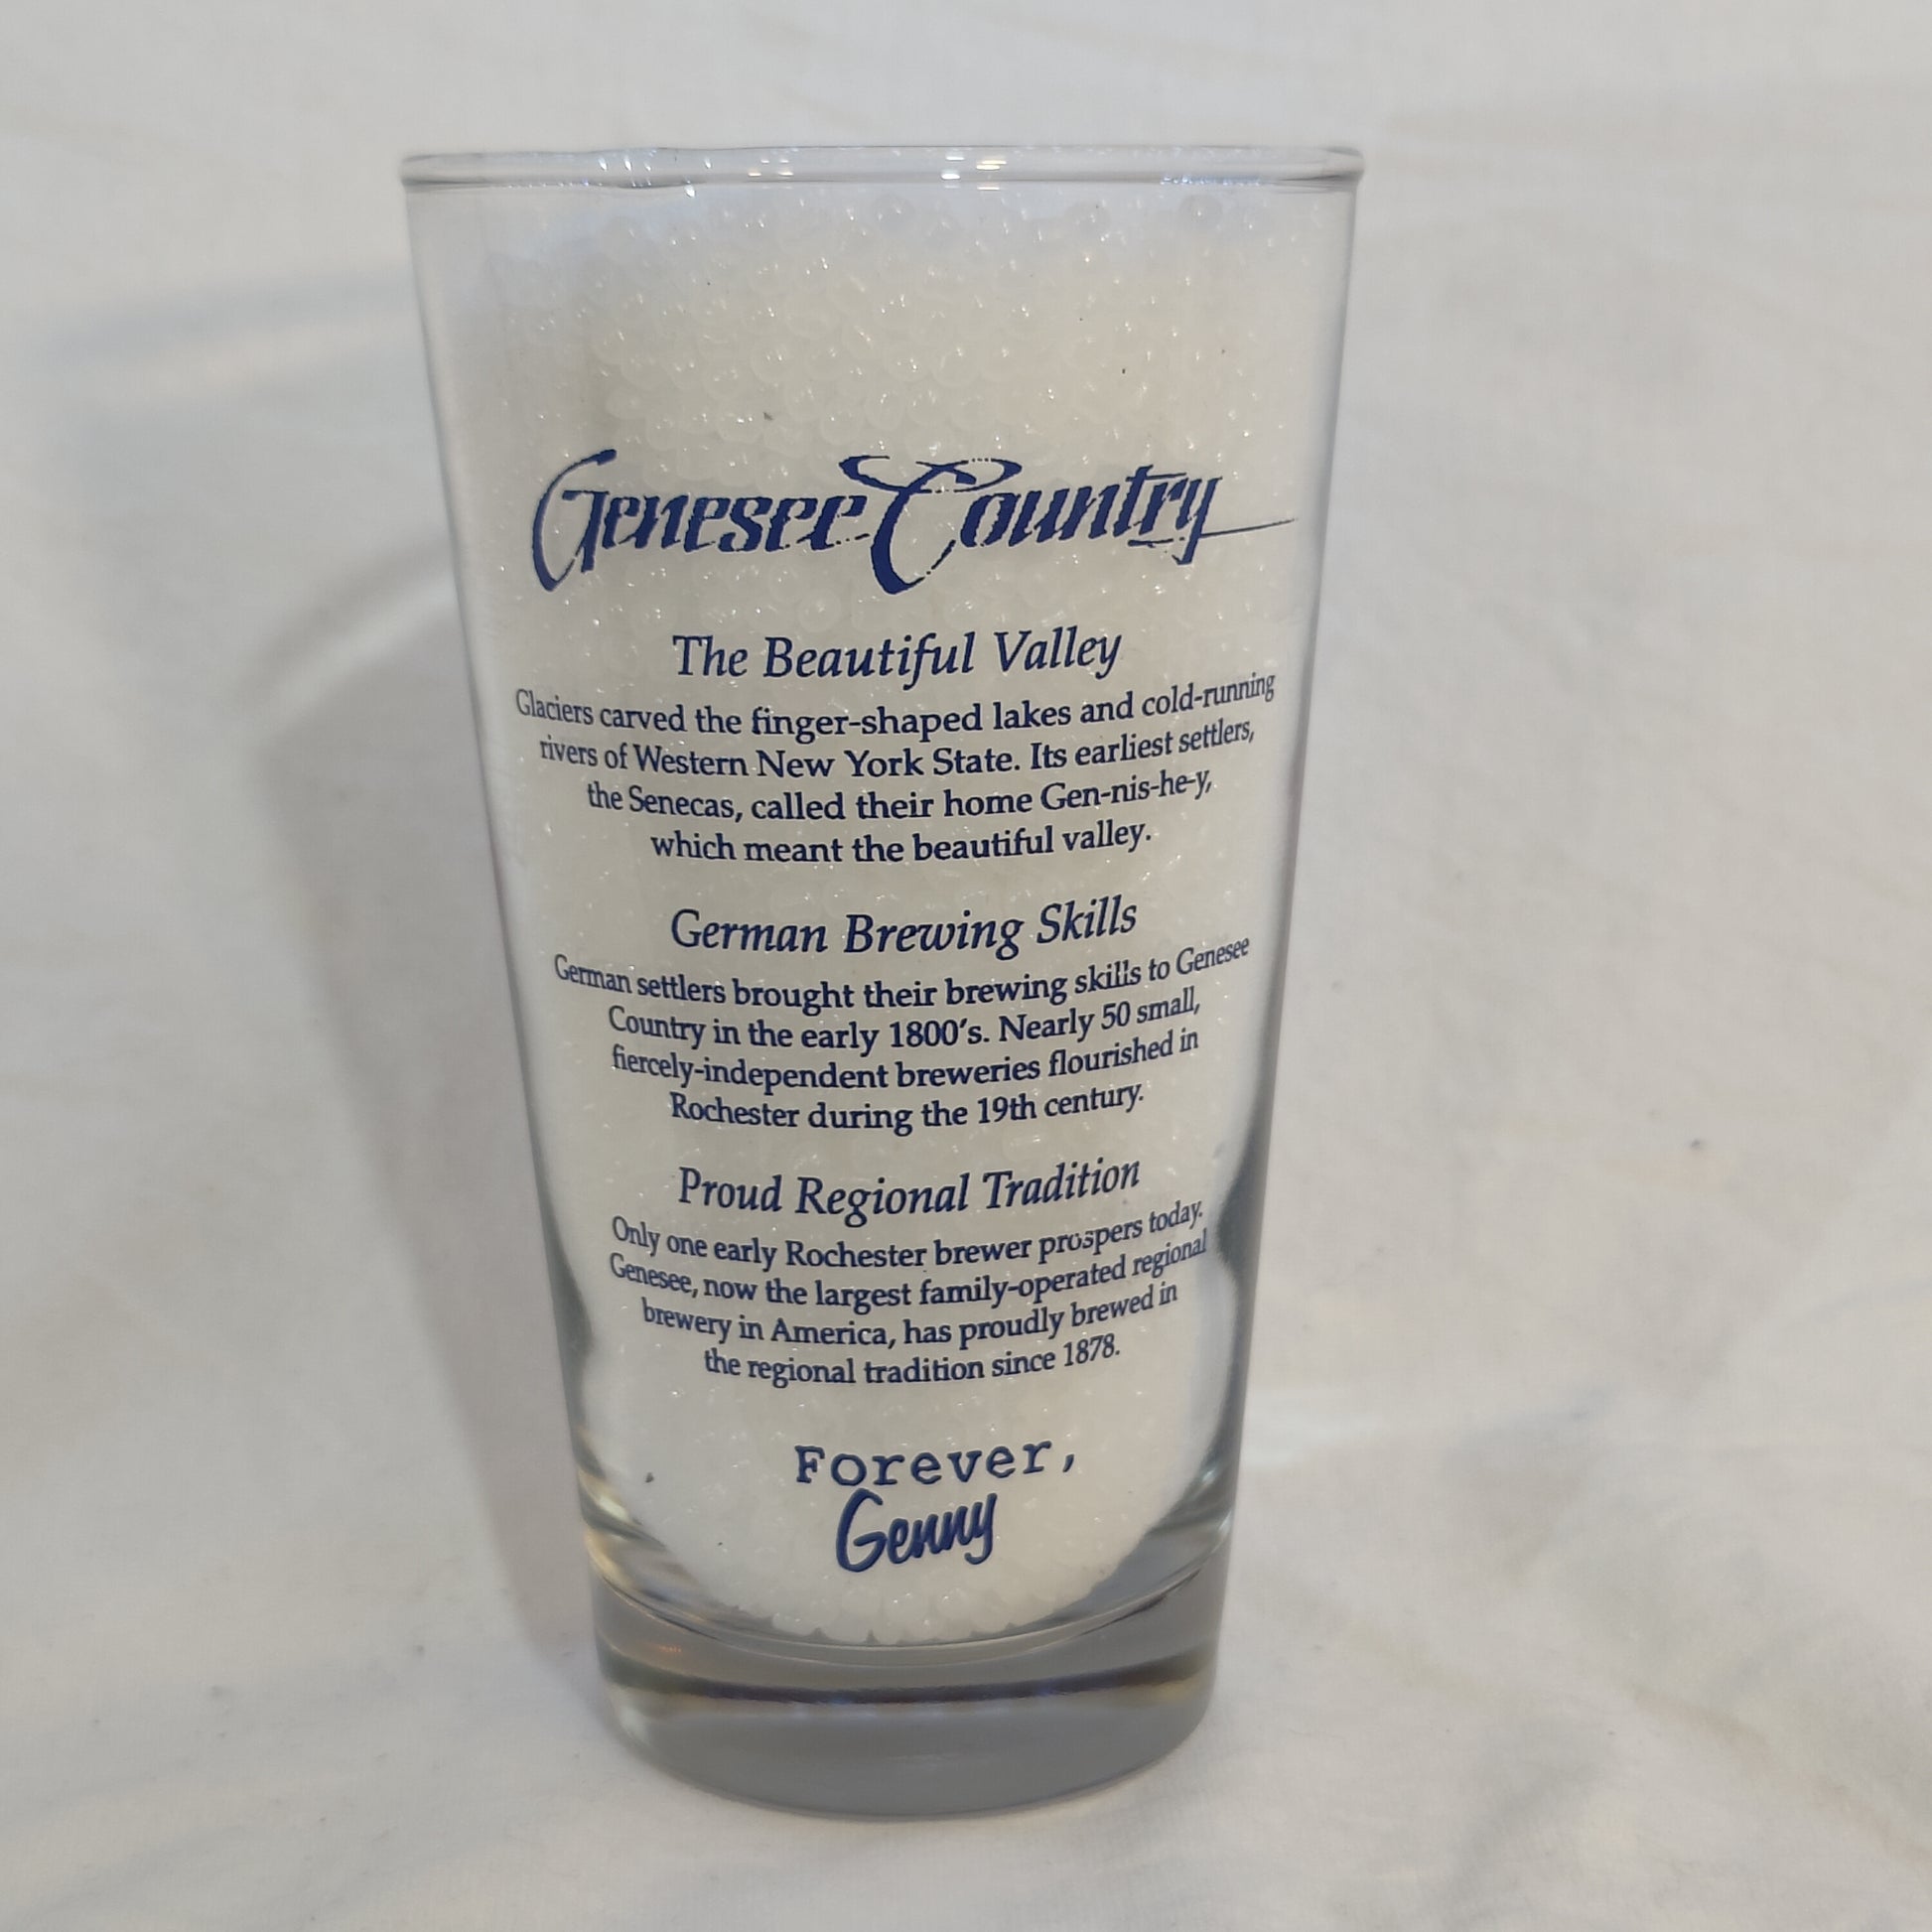 Genesee Country
The Beautiful Valley
Glaciers carved the finger-shaped lakes and cold-running
rivers of Western New York State. Its earliest settlers,
the Senecas, called their home Gen-nis-he-y,
which meant the beautiful valley.
German Brewing Skills
German settlers brought their brewing skills to Genesee
Country in the early 1800's. Nearly 50 small,
fiercely-independent breweries flourished in
Rochester during the 19th century.
Proud Regional Tradition
Only one early Rochester brewer prospers today.
Genesee, now the largest family-operated regional
brewery in America, has proudly brewed in
the regional tradition since 1878.
Forever,
Genny